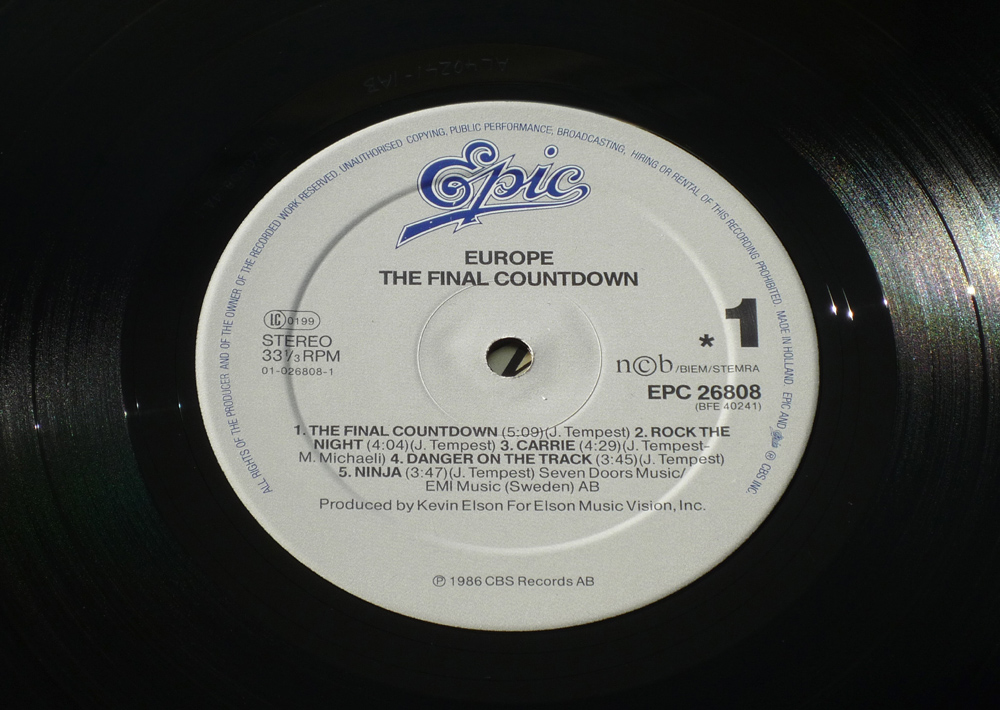 ALL RIGHTS OF THE PRODUCER AND OF THE OWNER OF THE RECORDED WORK RESERVED. UNAUTHORISED COPYING, PUBLIC PERFORMANCE, BROADCASTING, HIRING OR RENTAL OF THIS RECORDING PROHIBITED. MADE IN HOLLAND. EPIC AND Epic ℗ CBS INC.
Epic
EUROPE
THE FINAL COUNTDOWN
LC 0199
STEREO
33⅓ RPM
01-026808-1
* 1
n©b/BIEM/STEMRA
EPC 26808
(BFE 40241)
1. THE FINAL COUNTDOWN (5:09)(J. Tempest) 2. ROCK THE
NIGHT (4:04)(J. Tempest) 3. CARRIE (4:29)(J. Tempest-
M. Michaeli) 4. DANGER ON THE TRACK (3:45)(J. Tempest)
5. NINJA (3:47)(J. Tempest) Seven Doors Music/
EMI Music (Sweden) AB
Produced by Kevin Elson For Elson Music Vision, Inc.
℗ 1986 CBS Records AB